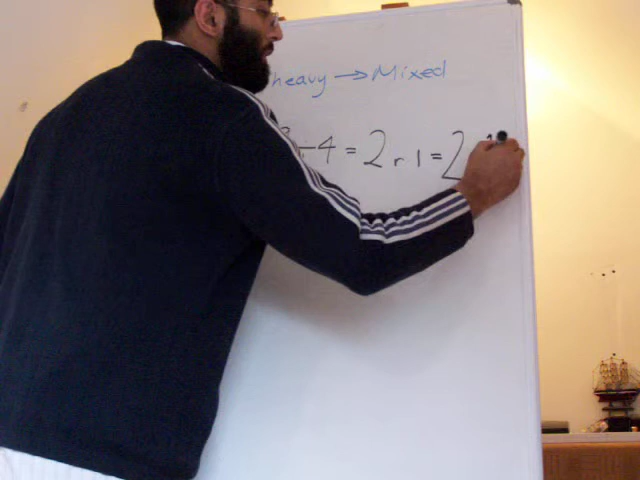 heavy → Mixed
÷ 4 = 2 r 1 = 2